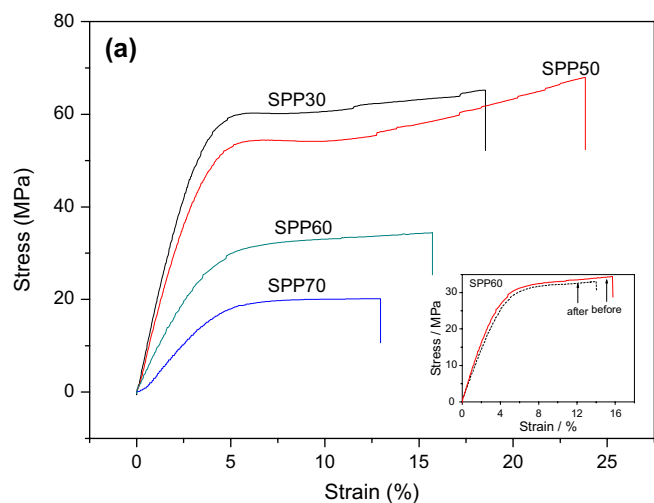 (a)
80
60
40
20
0
Stress (MPa)
SPP30
SPP50
SPP60
SPP70
SPP60
30
20
10
0
Stress / MPa
after
before
0 4 8 12 16
Strain / %
0 5 10 15 20 25
Strain (%)